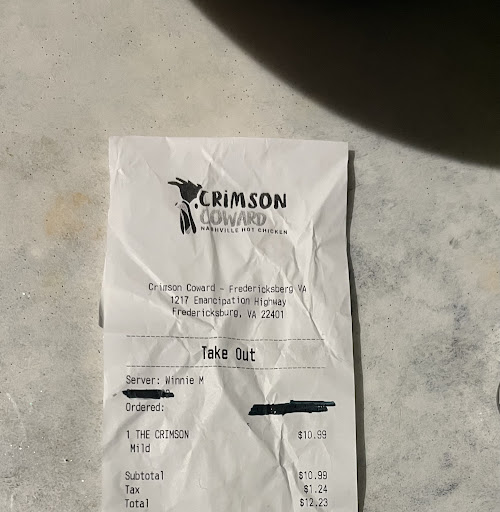 CRIMSON
COWARD
NASHVILLE HOT CHICKEN
Crimson Coward - Fredericksberg VA
1217 Emancipation Highway
Fredericksburg, VA 22401
Take Out
Server: Winnie M
Ordered:
1 THE CRIMSON $10.99
Mild
Subtotal $10.99
Tax $1.24
Total $12.23